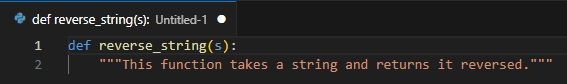 def reverse_string(s): Untitled-1
1 def reverse_string(s):
2 """This function takes a string and returns it reversed."""